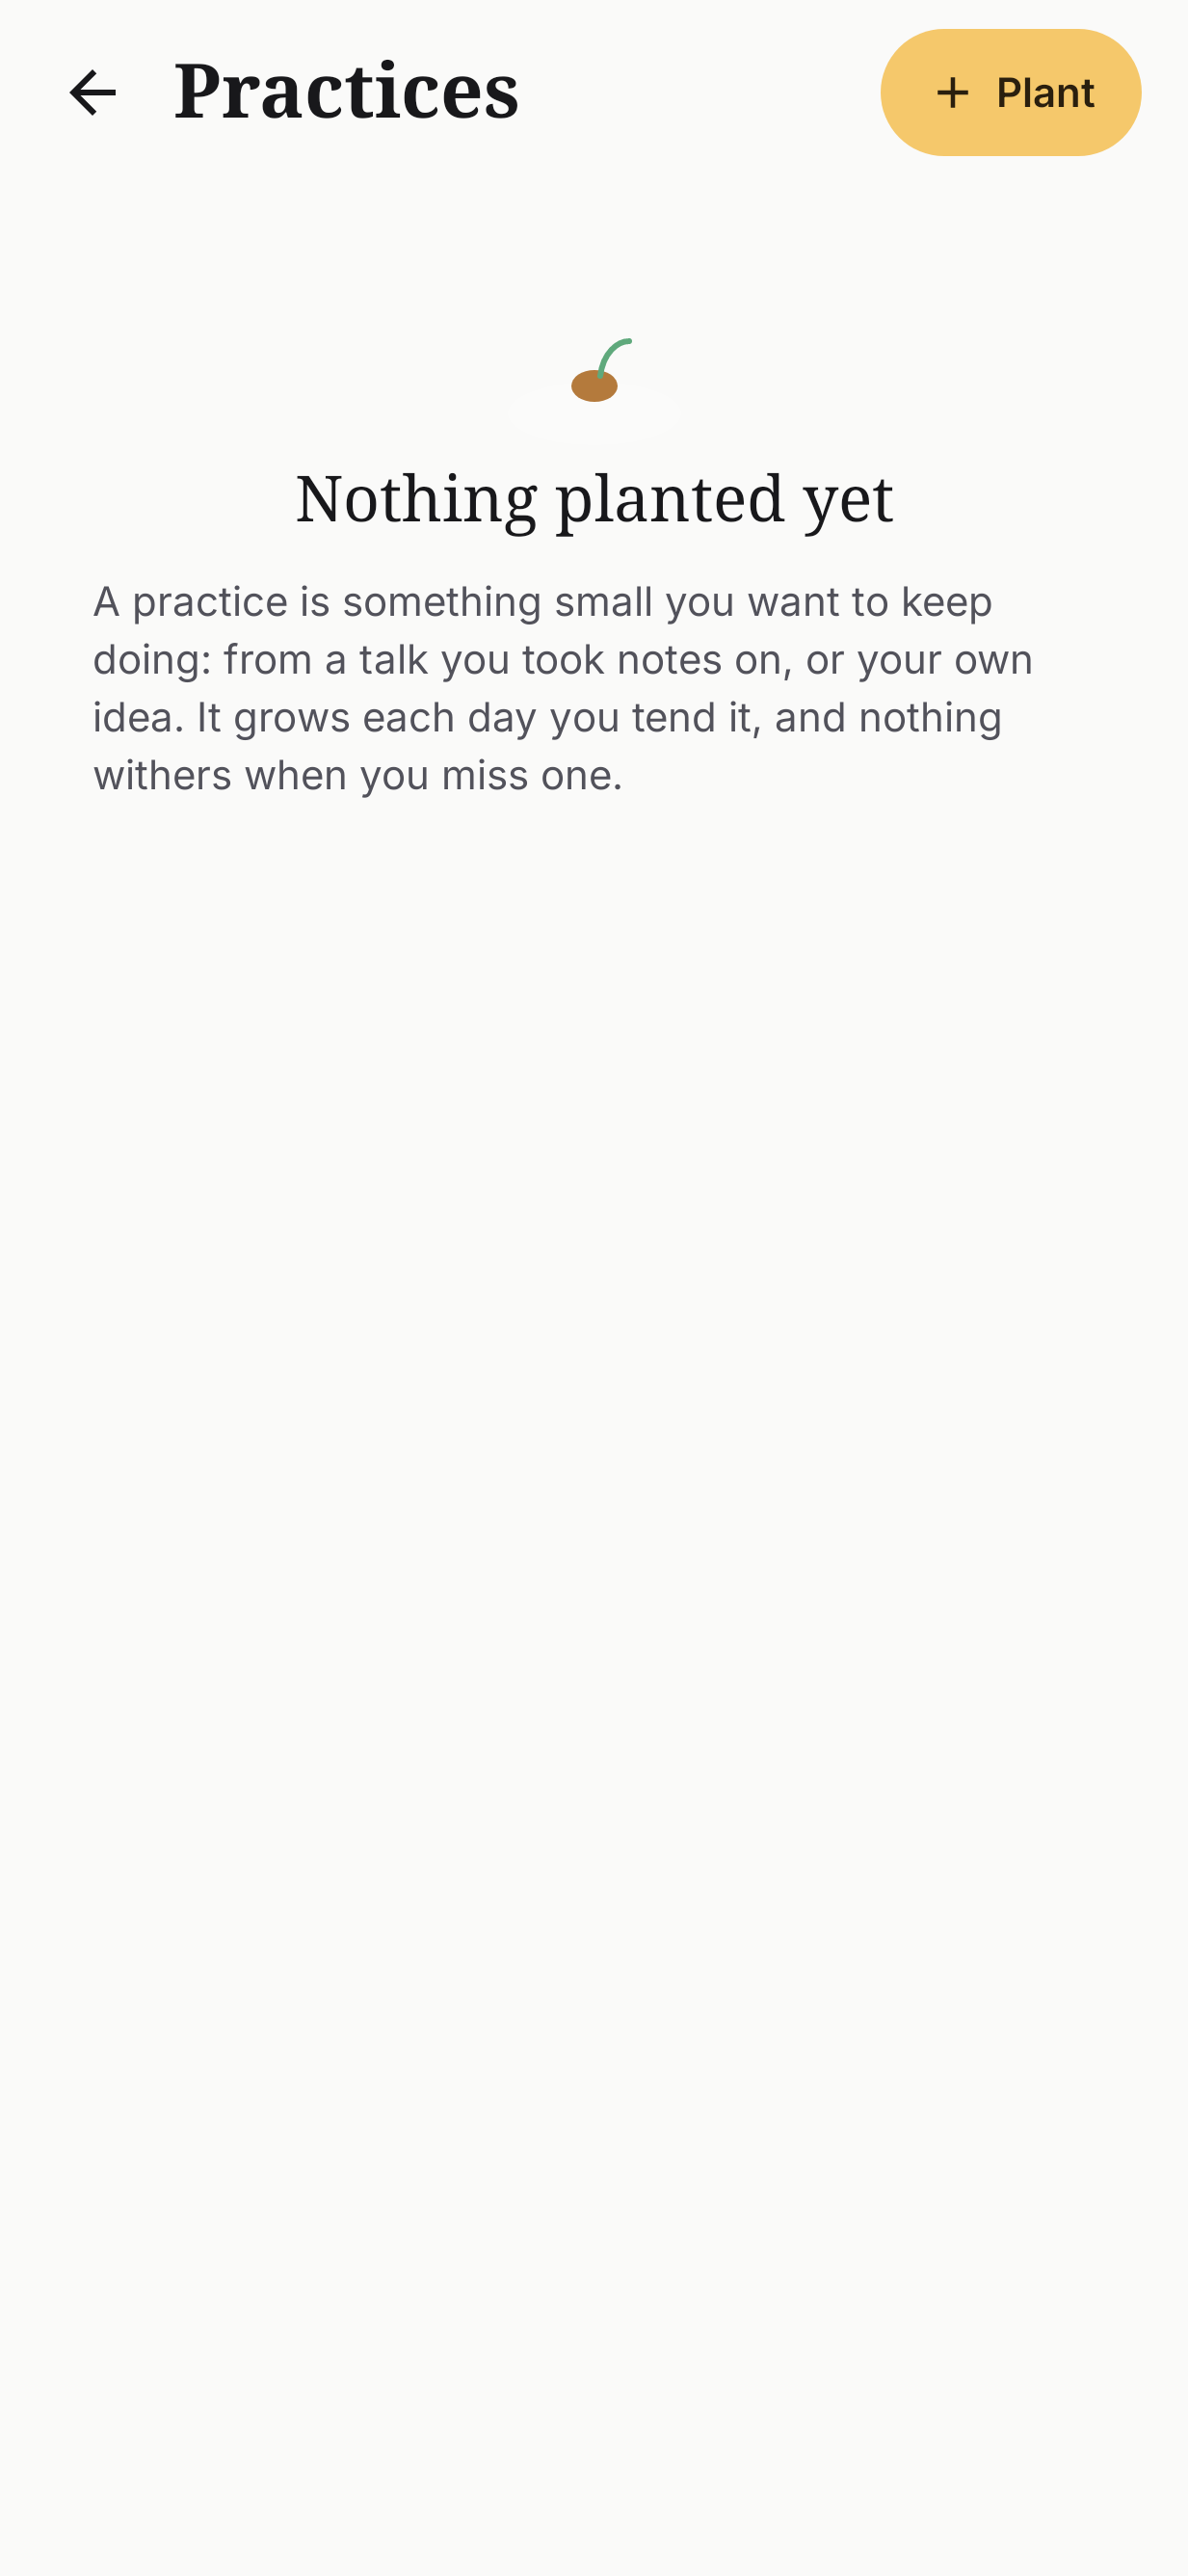 Practices
+ Plant
Nothing planted yet
A practice is something small you want to keep
doing: from a talk you took notes on, or your own
idea. It grows each day you tend it, and nothing
withers when you miss one.